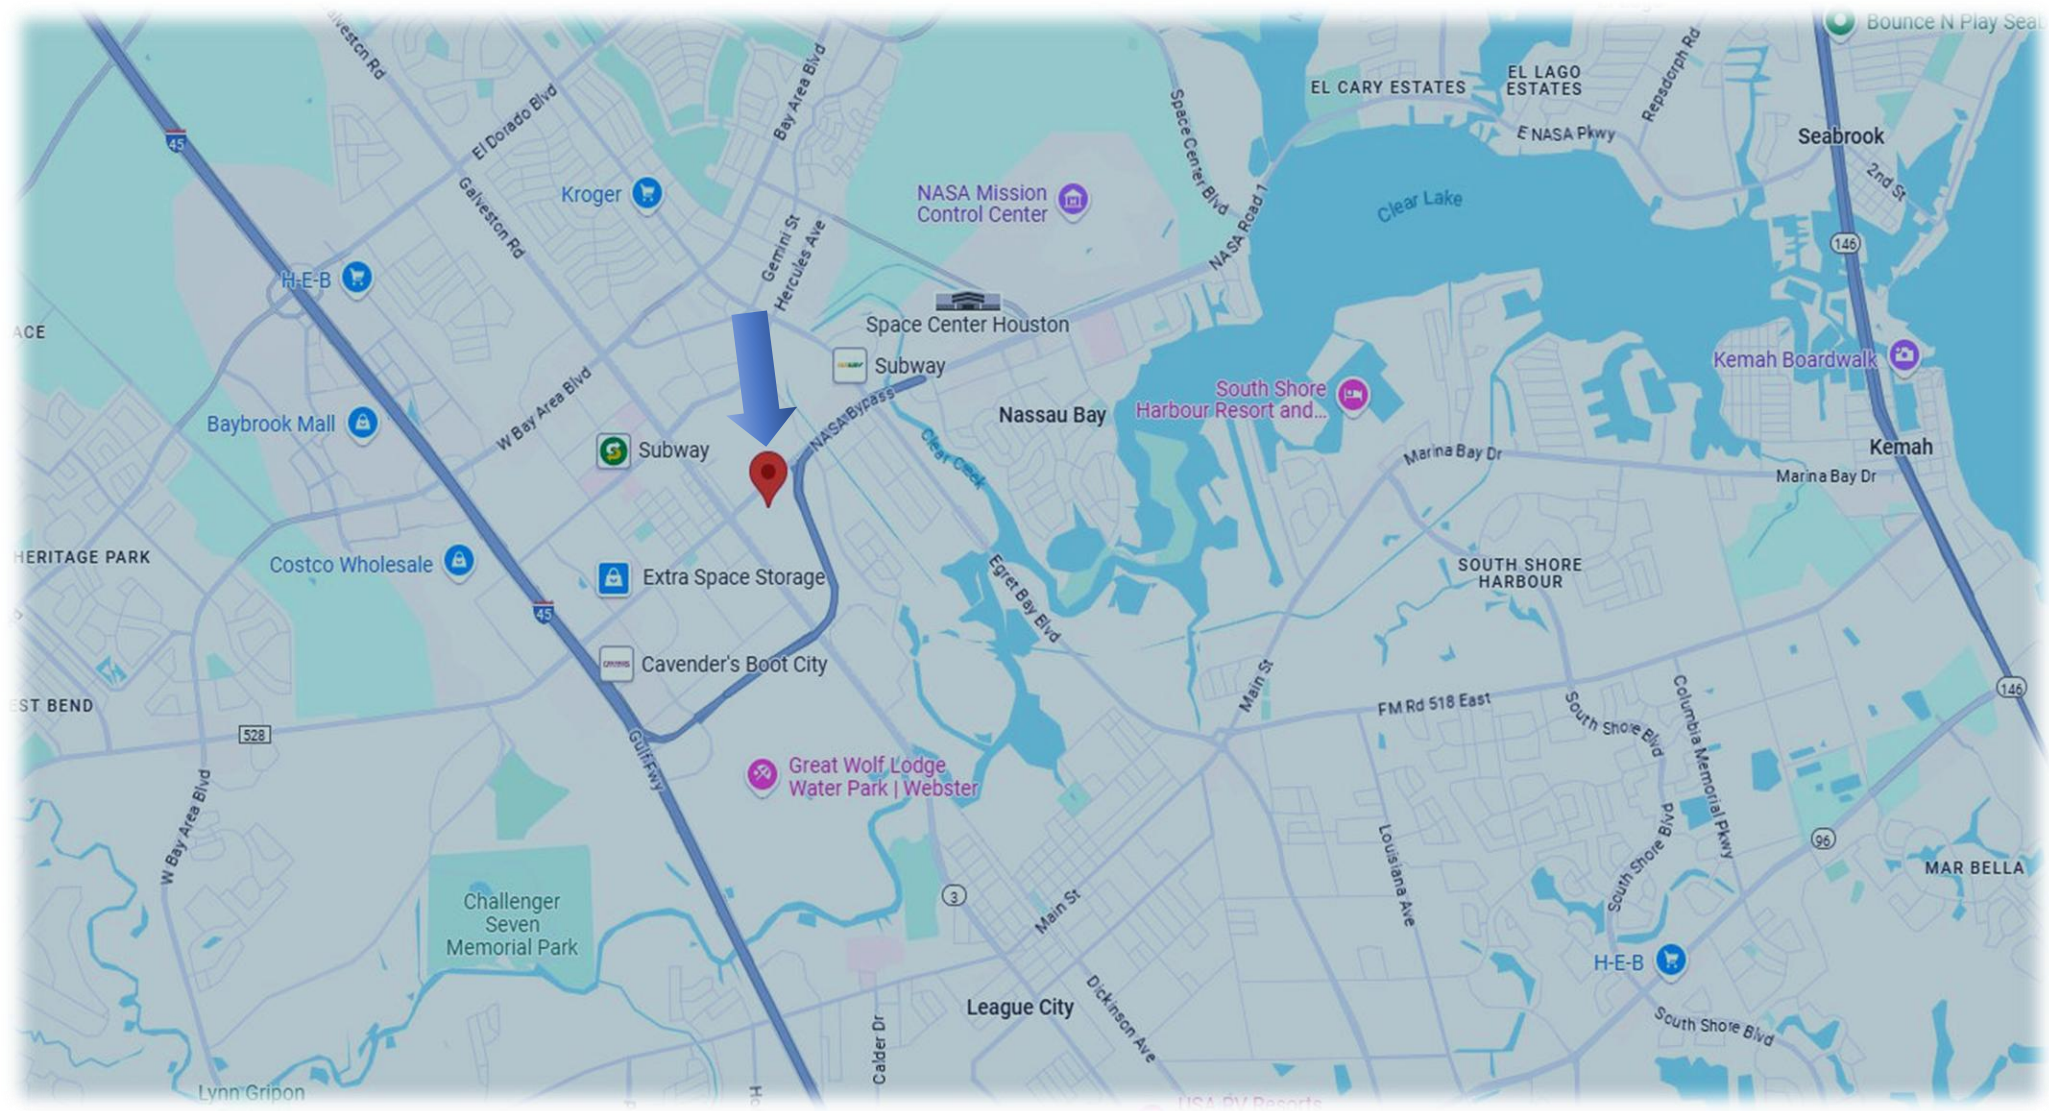 Bounce N Play Sea
Galveston Rd
Bay Area Blvd
EL LAGO
ESTATES
EL CARY ESTATES
Repsdorph Rd
El Dorado Blvd
Space Center Blvd
E NASA Pkwy
Seabrook
45
2nd St
Kroger
NASA Mission
Control Center
Clear Lake
Galveston Rd
NASA Road 1
Gemini St
Hercules Ave
146
H-E-B
Space Center Houston
ACE
Kemah Boardwalk
Subway
South Shore
Harbour Resort and...
Nassau Bay
NASA Bypass
W Bay Area Blvd
Baybrook Mall
Subway
Clear Creek
Marina Bay Dr
Kemah
Marina Bay Dr
HERITAGE PARK
Costco Wholesale
Extra Space Storage
SOUTH SHORE
HARBOUR
Egret Bay Blvd
45
Cavender's Boot City
Main St
146
EST BEND
FM Rd 518 East
528
South Shore Blvd
Columbia Memorial Pkwy
Gulf Fwy
Great Wolf Lodge
Water Park | Webster
W Bay Area Blvd
South Shore Blvd
Louisiana Ave
96
MAR BELLA
3
Challenger
Seven
Memorial Park
Main St
H-E-B
League City
Dickinson Ave
South Shore Blvd
Calder Dr
Lynn Gripon
Ho
USA RV Resorts